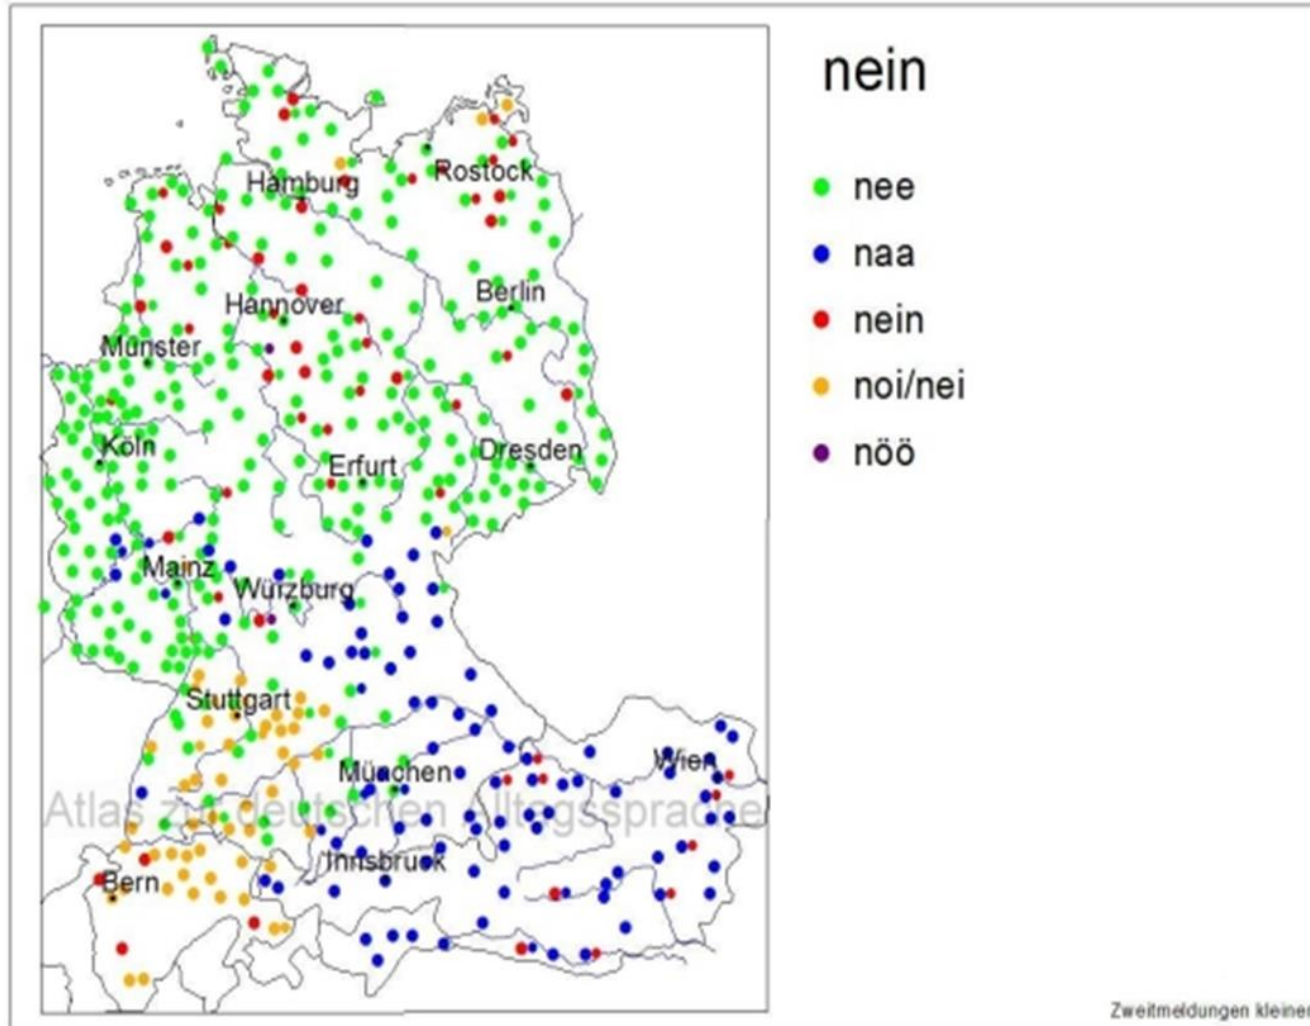 nein
nee
naa
nein
noi/nei
nöö
Hamburg
Rostock
Hannover
Berlin
Münster
Köln
Erfurt
Dresden
Mainz
Würzburg
Stuttgart
München
Wien
Atlas zur deutschen Alltagssprache
Innsbruck
Bern
Zweitmeldungen kleiner